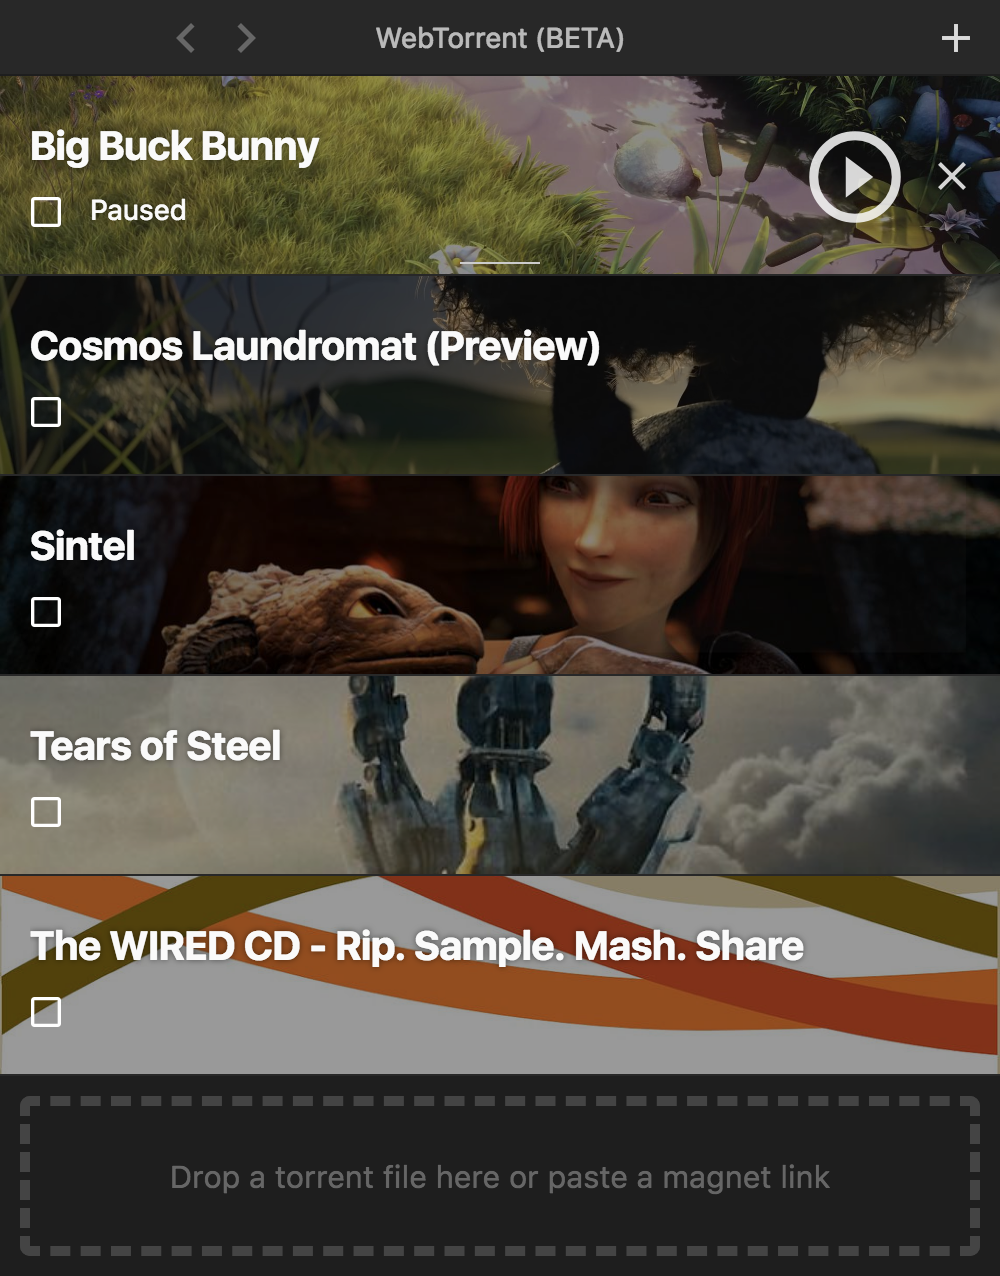 WebTorrent (BETA)
Big Buck Bunny
Paused
Cosmos Laundromat (Preview)
Sintel
Tears of Steel
The WIRED CD - Rip. Sample. Mash. Share
Drop a torrent file here or paste a magnet link